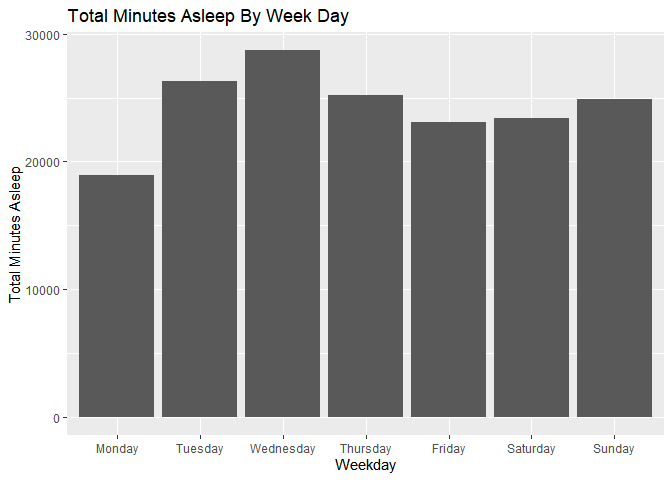 Total Minutes Asleep By Week Day
Total Minutes Asleep
30000
20000
10000
0
Monday Tuesday Wednesday Thursday Friday Saturday Sunday
Weekday